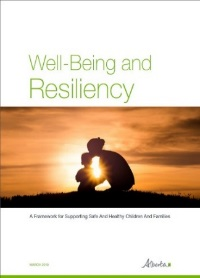 Well-Being and
Resiliency
A Framework for Supporting Safe And Healthy Children And Families
Alberta